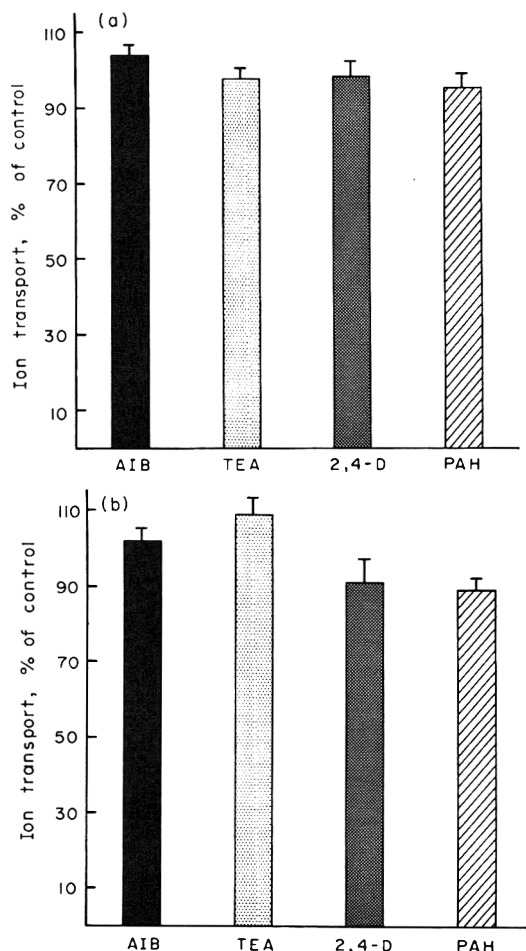 (a)
Ion transport, % of control
110
90
70
50
30
10
AIB TEA 2,4-D PAH
(b)
Ion transport, % of control
110
90
70
50
30
10
AIB TEA 2,4-D PAH